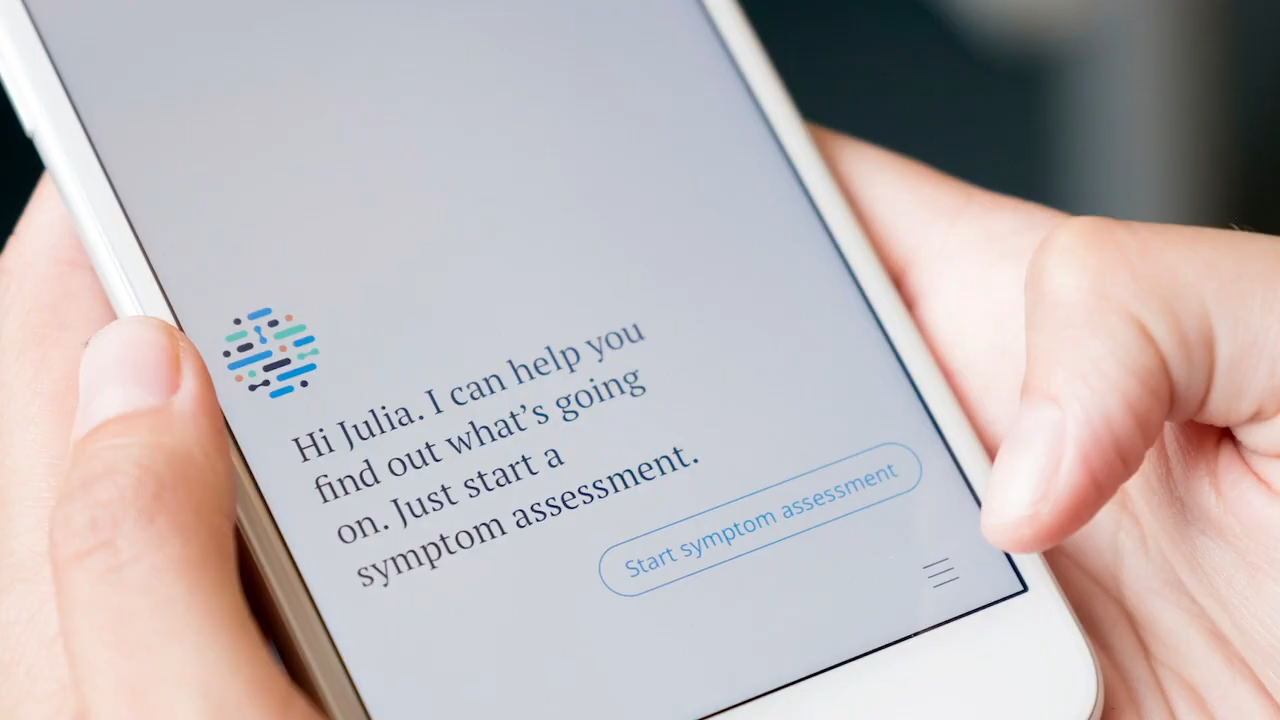 Hi Julia. I can help you
find out what’s going
on. Just start a
symptom assessment.
Start symptom assessment